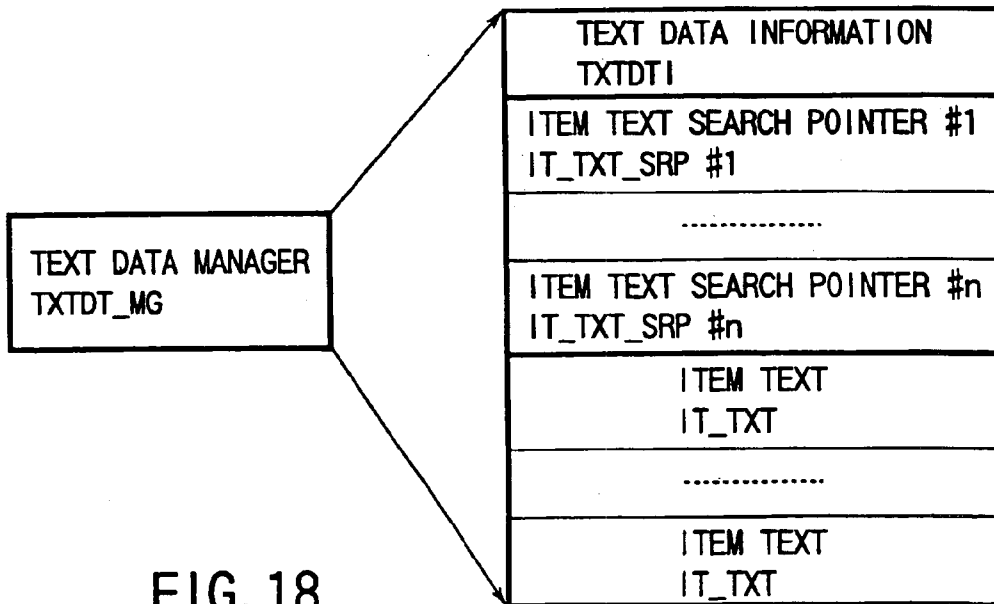 TEXT DATA MANAGER
TXTDT_MG
TEXT DATA INFORMATION
TXTDTI
ITEM TEXT SEARCH POINTER #1
IT_TXT_SRP #1
...............
ITEM TEXT SEARCH POINTER #n
IT_TXT_SRP #n
ITEM TEXT
IT_TXT
...............
ITEM TEXT
IT_TXT
FIG. 18